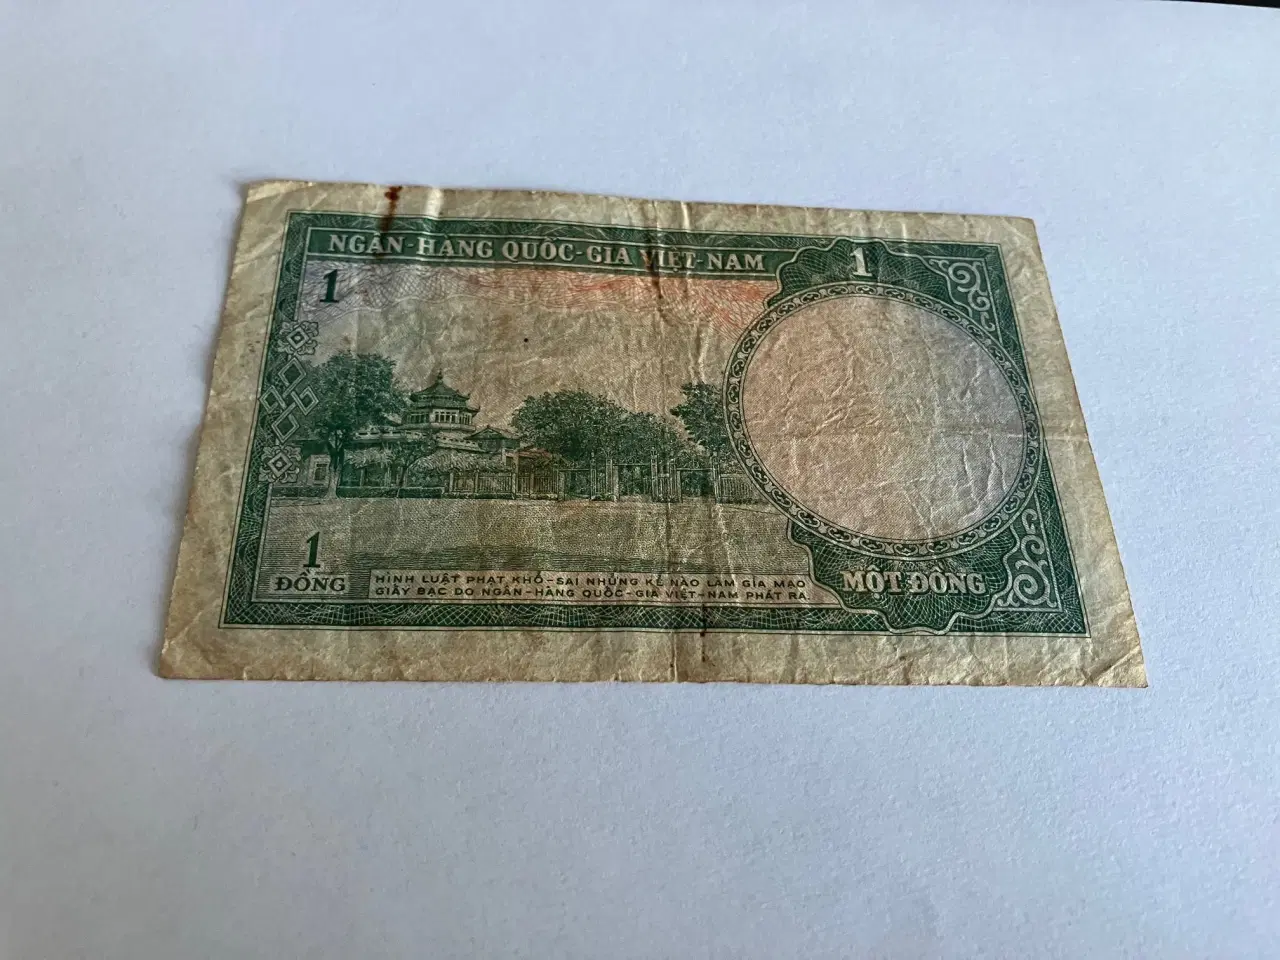 NGÂN-HÀNG QUỐC-GIA VIỆT-NAM
1
1
1
ĐỒNG
HÌNH LUẬT PHẠT KHỔ-SAI NHỮNG KẺ NÀO LÀM GIẢ MẠO
GIẤY BẠC DO NGÂN-HÀNG QUỐC-GIA VIỆT-NAM PHÁT RA.
MỘT ĐỒNG